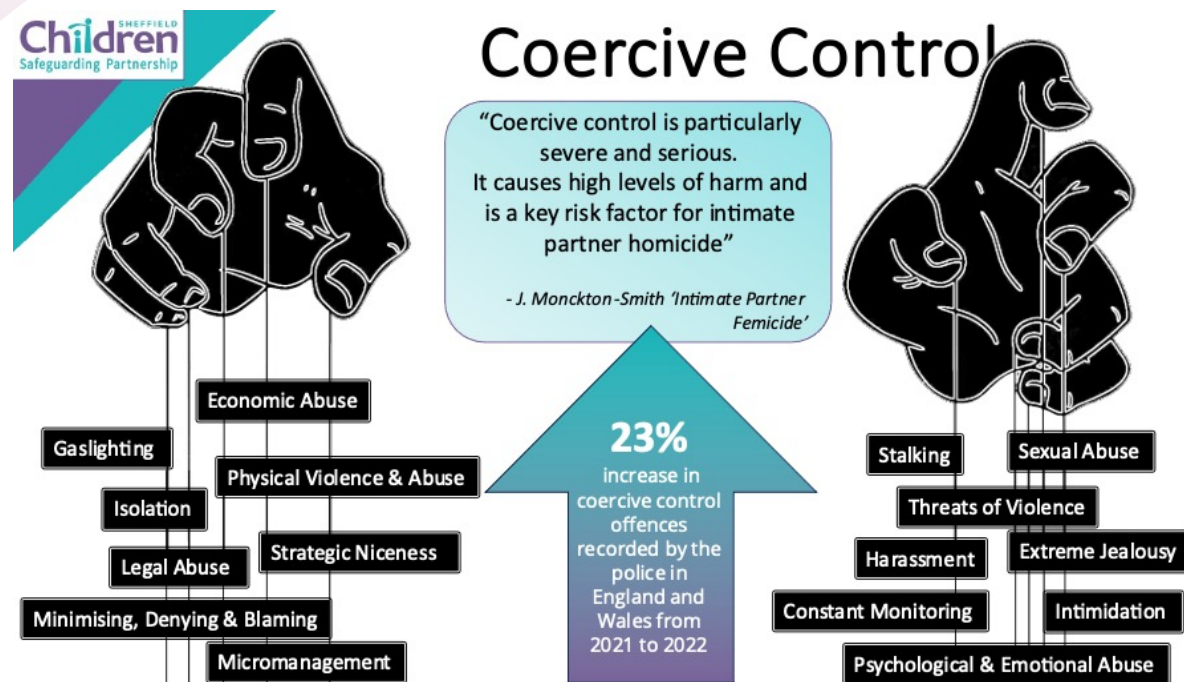 SHEFFIELD
Children
Safeguarding Partnership
Coercive Control
“Coercive control is particularly
severe and serious.
It causes high levels of harm and
is a key risk factor for intimate
partner homicide”
- J. Monckton-Smith ‘Intimate Partner
Femicide’
Economic Abuse
Gaslighting
Physical Violence & Abuse
Isolation
Strategic Niceness
Legal Abuse
Minimising, Denying & Blaming
Micromanagement
23%
increase in
coercive control
offences
recorded by the
police in
England and
Wales from
2021 to 2022
Stalking
Sexual Abuse
Threats of Violence
Harassment
Extreme Jealousy
Constant Monitoring
Intimidation
Psychological & Emotional Abuse